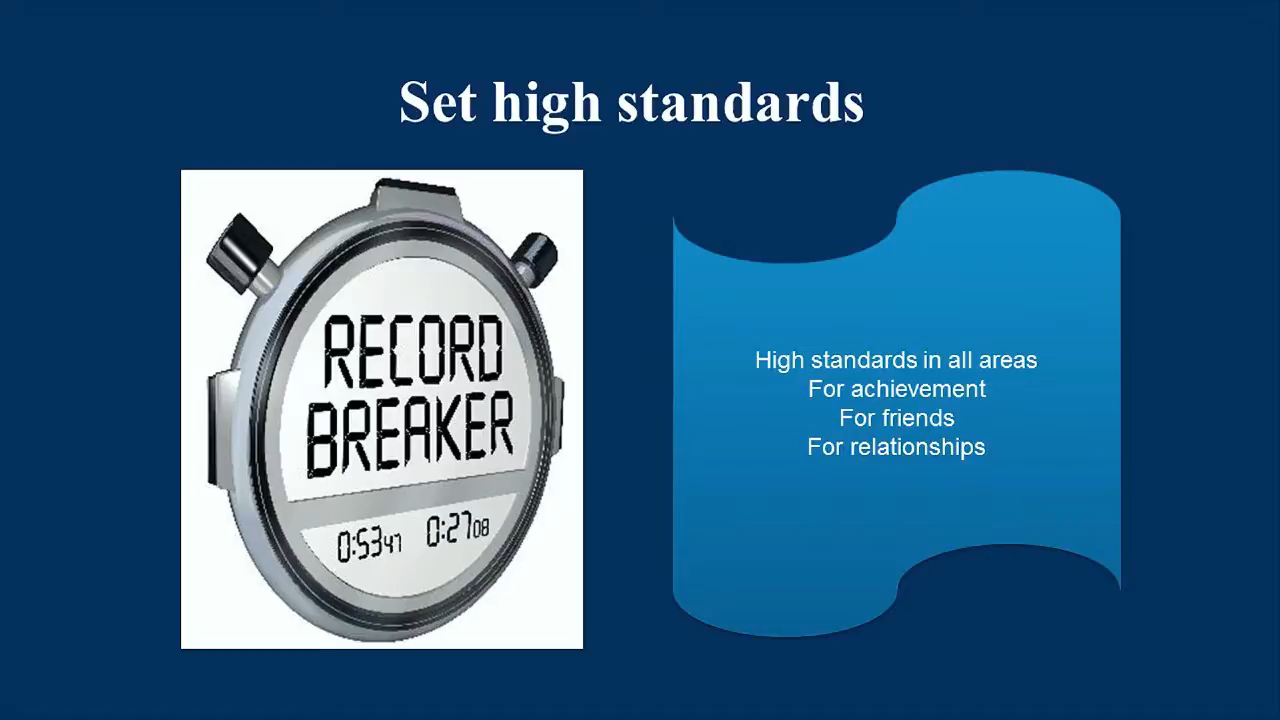 Set high standards
RECORD
BREAKER
0:5347 0:2708
High standards in all areas
For achievement
For friends
For relationships